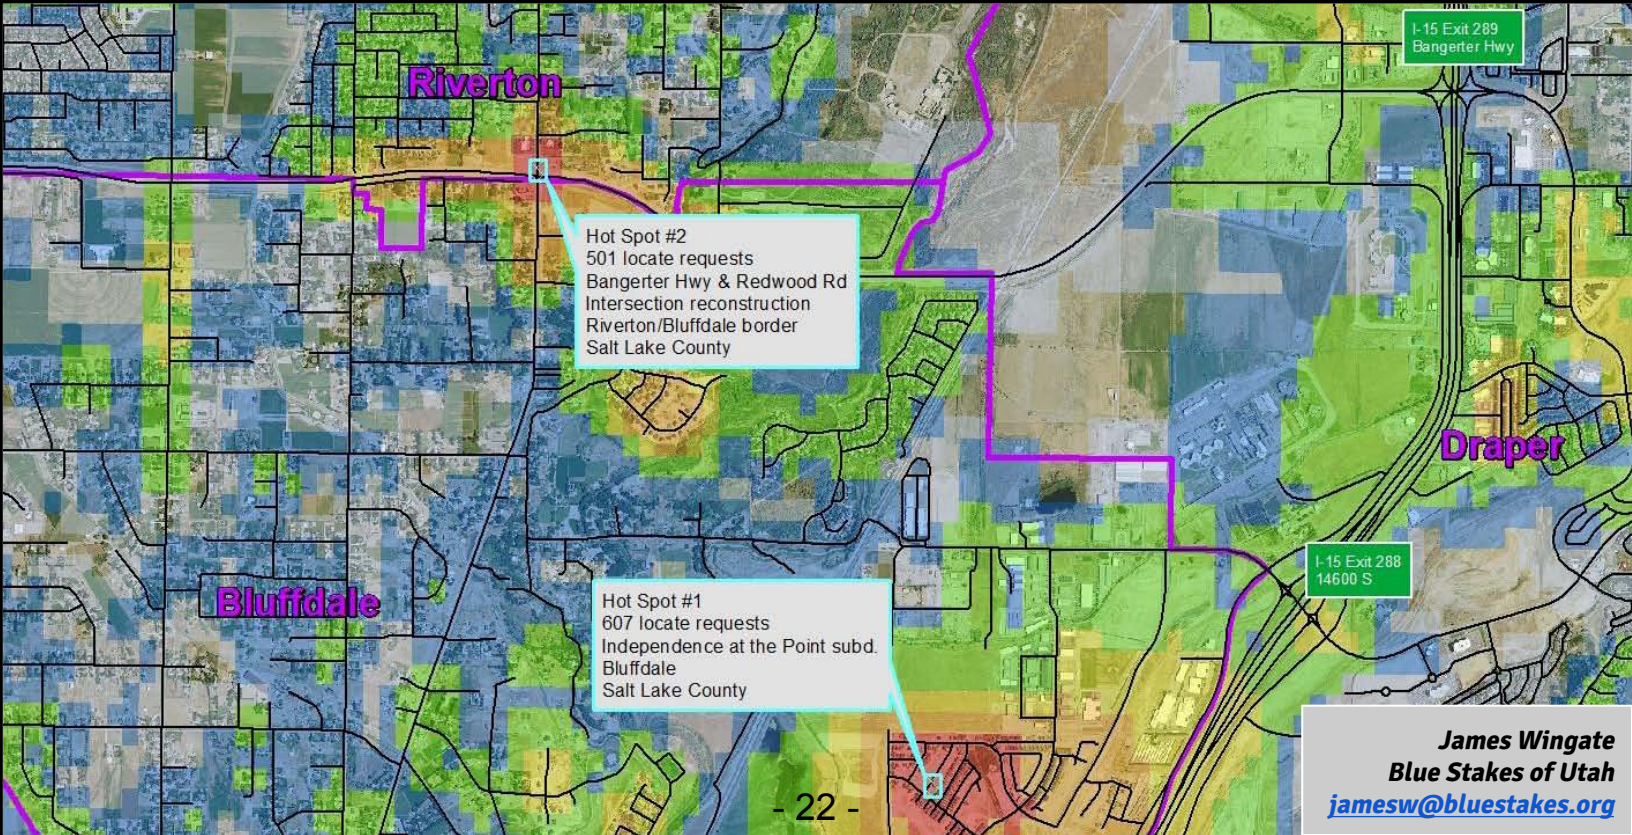 I-15 Exit 289
Bangerter Hwy
Riverton
Hot Spot #2
501 locate requests
Bangerter Hwy & Redwood Rd
Intersection reconstruction
Riverton/Bluffdale border
Salt Lake County
Draper
I-15 Exit 288
14600 S
Bluffdale
Hot Spot #1
607 locate requests
Independence at the Point subd.
Bluffdale
Salt Lake County
James Wingate
Blue Stakes of Utah
jamesw@bluestakes.org
- 22 -